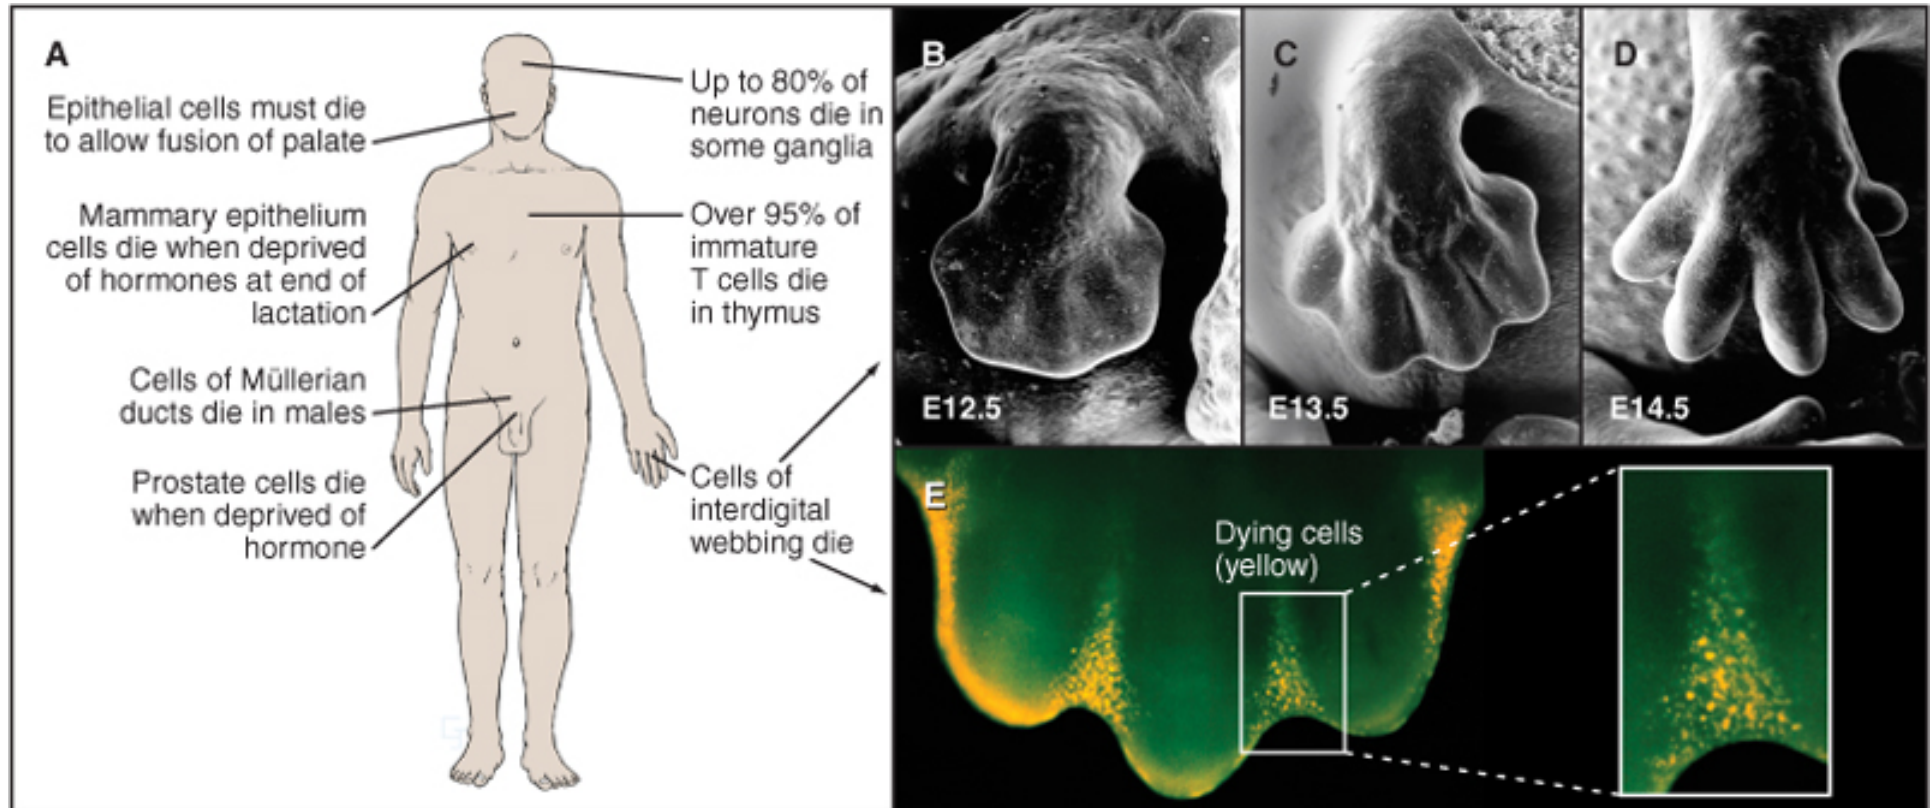 A
Epithelial cells must die
to allow fusion of palate
Mammary epithelium
cells die when deprived
of hormones at end of
lactation
Cells of Müllerian
ducts die in males
Prostate cells die
when deprived of
hormone
Up to 80% of
neurons die in
some ganglia
Over 95% of
immature
T cells die
in thymus
Cells of
interdigital
webbing die
B
E12.5
C
E13.5
D
E14.5
E
Dying cells
(yellow)